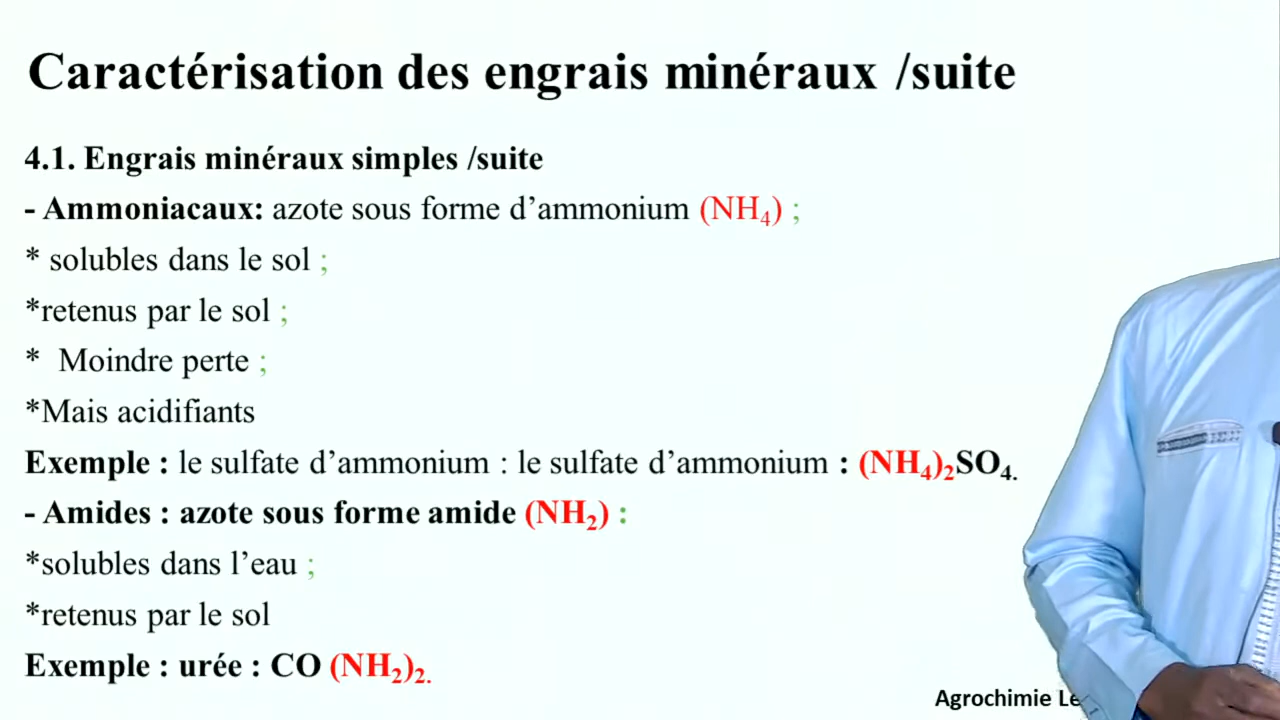 Caractérisation des engrais minéraux /suite
4.1. Engrais minéraux simples /suite
- Ammoniacaux: azote sous forme d’ammonium (NH₄) ;
* solubles dans le sol ;
*retenus par le sol ;
* Moindre perte ;
*Mais acidifiants
Exemple : le sulfate d’ammonium : le sulfate d’ammonium : (NH₄)₂SO₄.
- Amides : azote sous forme amide (NH₂) :
*solubles dans l’eau ;
*retenus par le sol
Exemple : urée : CO (NH₂)₂.
Agrochimie